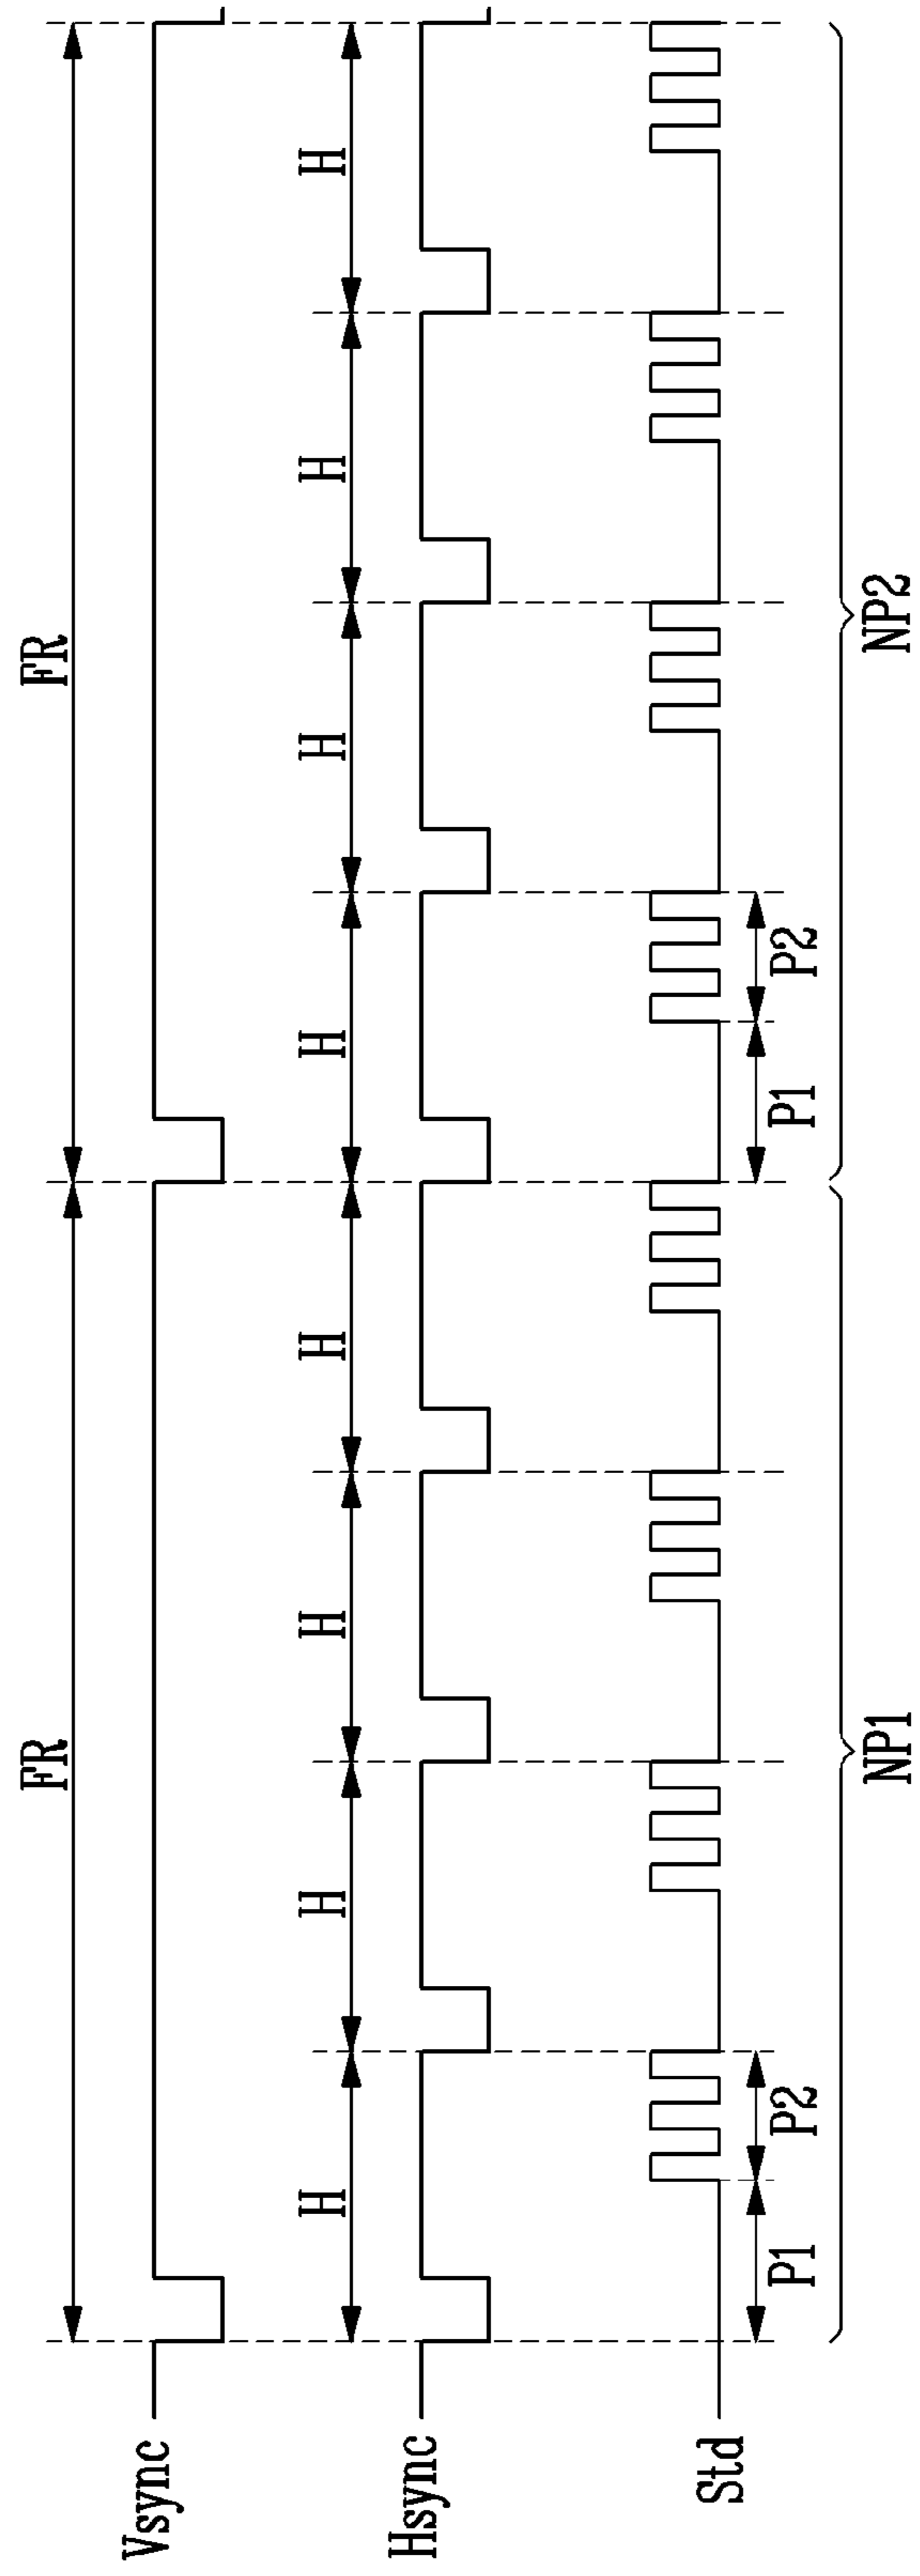 FR FR
Vsync
H H H H H H H H
Hsync
Std
P1 P2 P1 P2
NP1 NP2